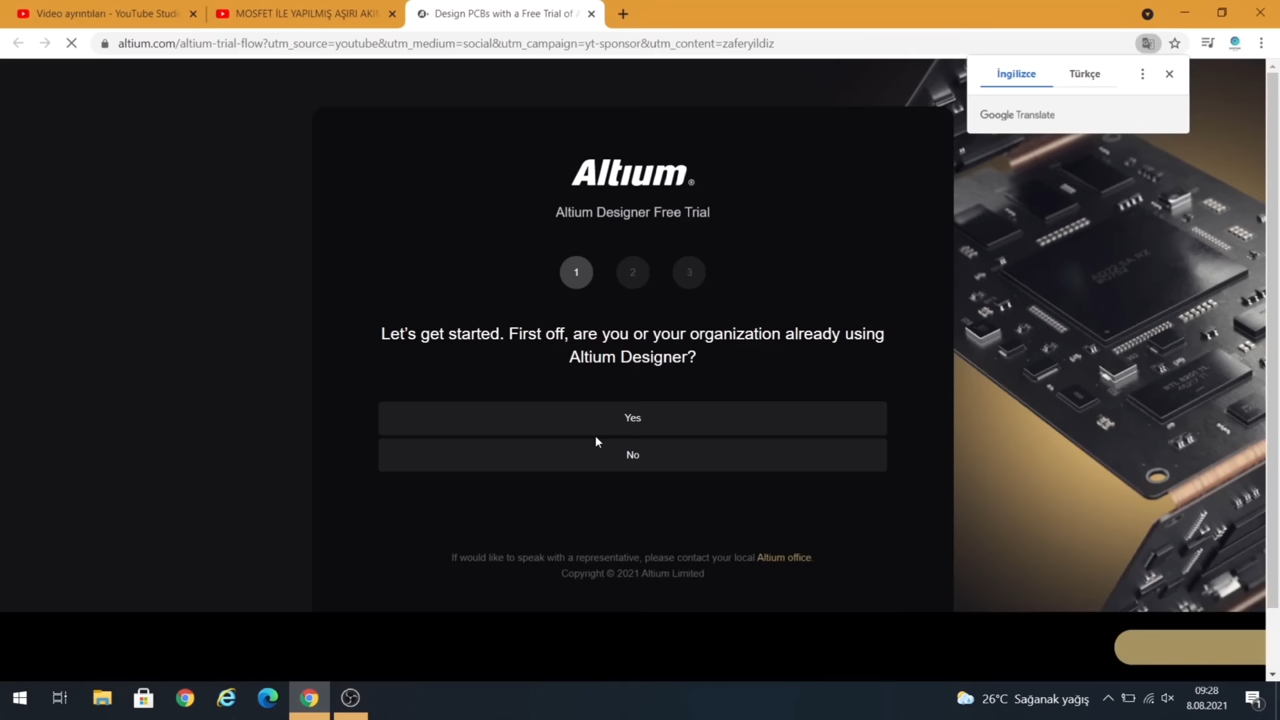 Video ayrıntıları - YouTube Studi
MOSFET İLE YAPILMIŞ AŞIRI AKI
Design PCBs with a Free Trial of A
altium.com/altium-trial-flow?utm_source=youtube&utm_medium=social&utm_campaign=yt-sponsor&utm_content=zaferyildiz
İngilizce
Türkçe
Google Translate
Altium®
Altium Designer Free Trial
1 2 3
Let's get started. First off, are you or your organization already using
Altium Designer?
Yes
No
If would like to speak with a representative, please contact your local Altium office.
Copyright © 2021 Altium Limited
26°C Sağanak yağış
09:28
8.08.2021
1